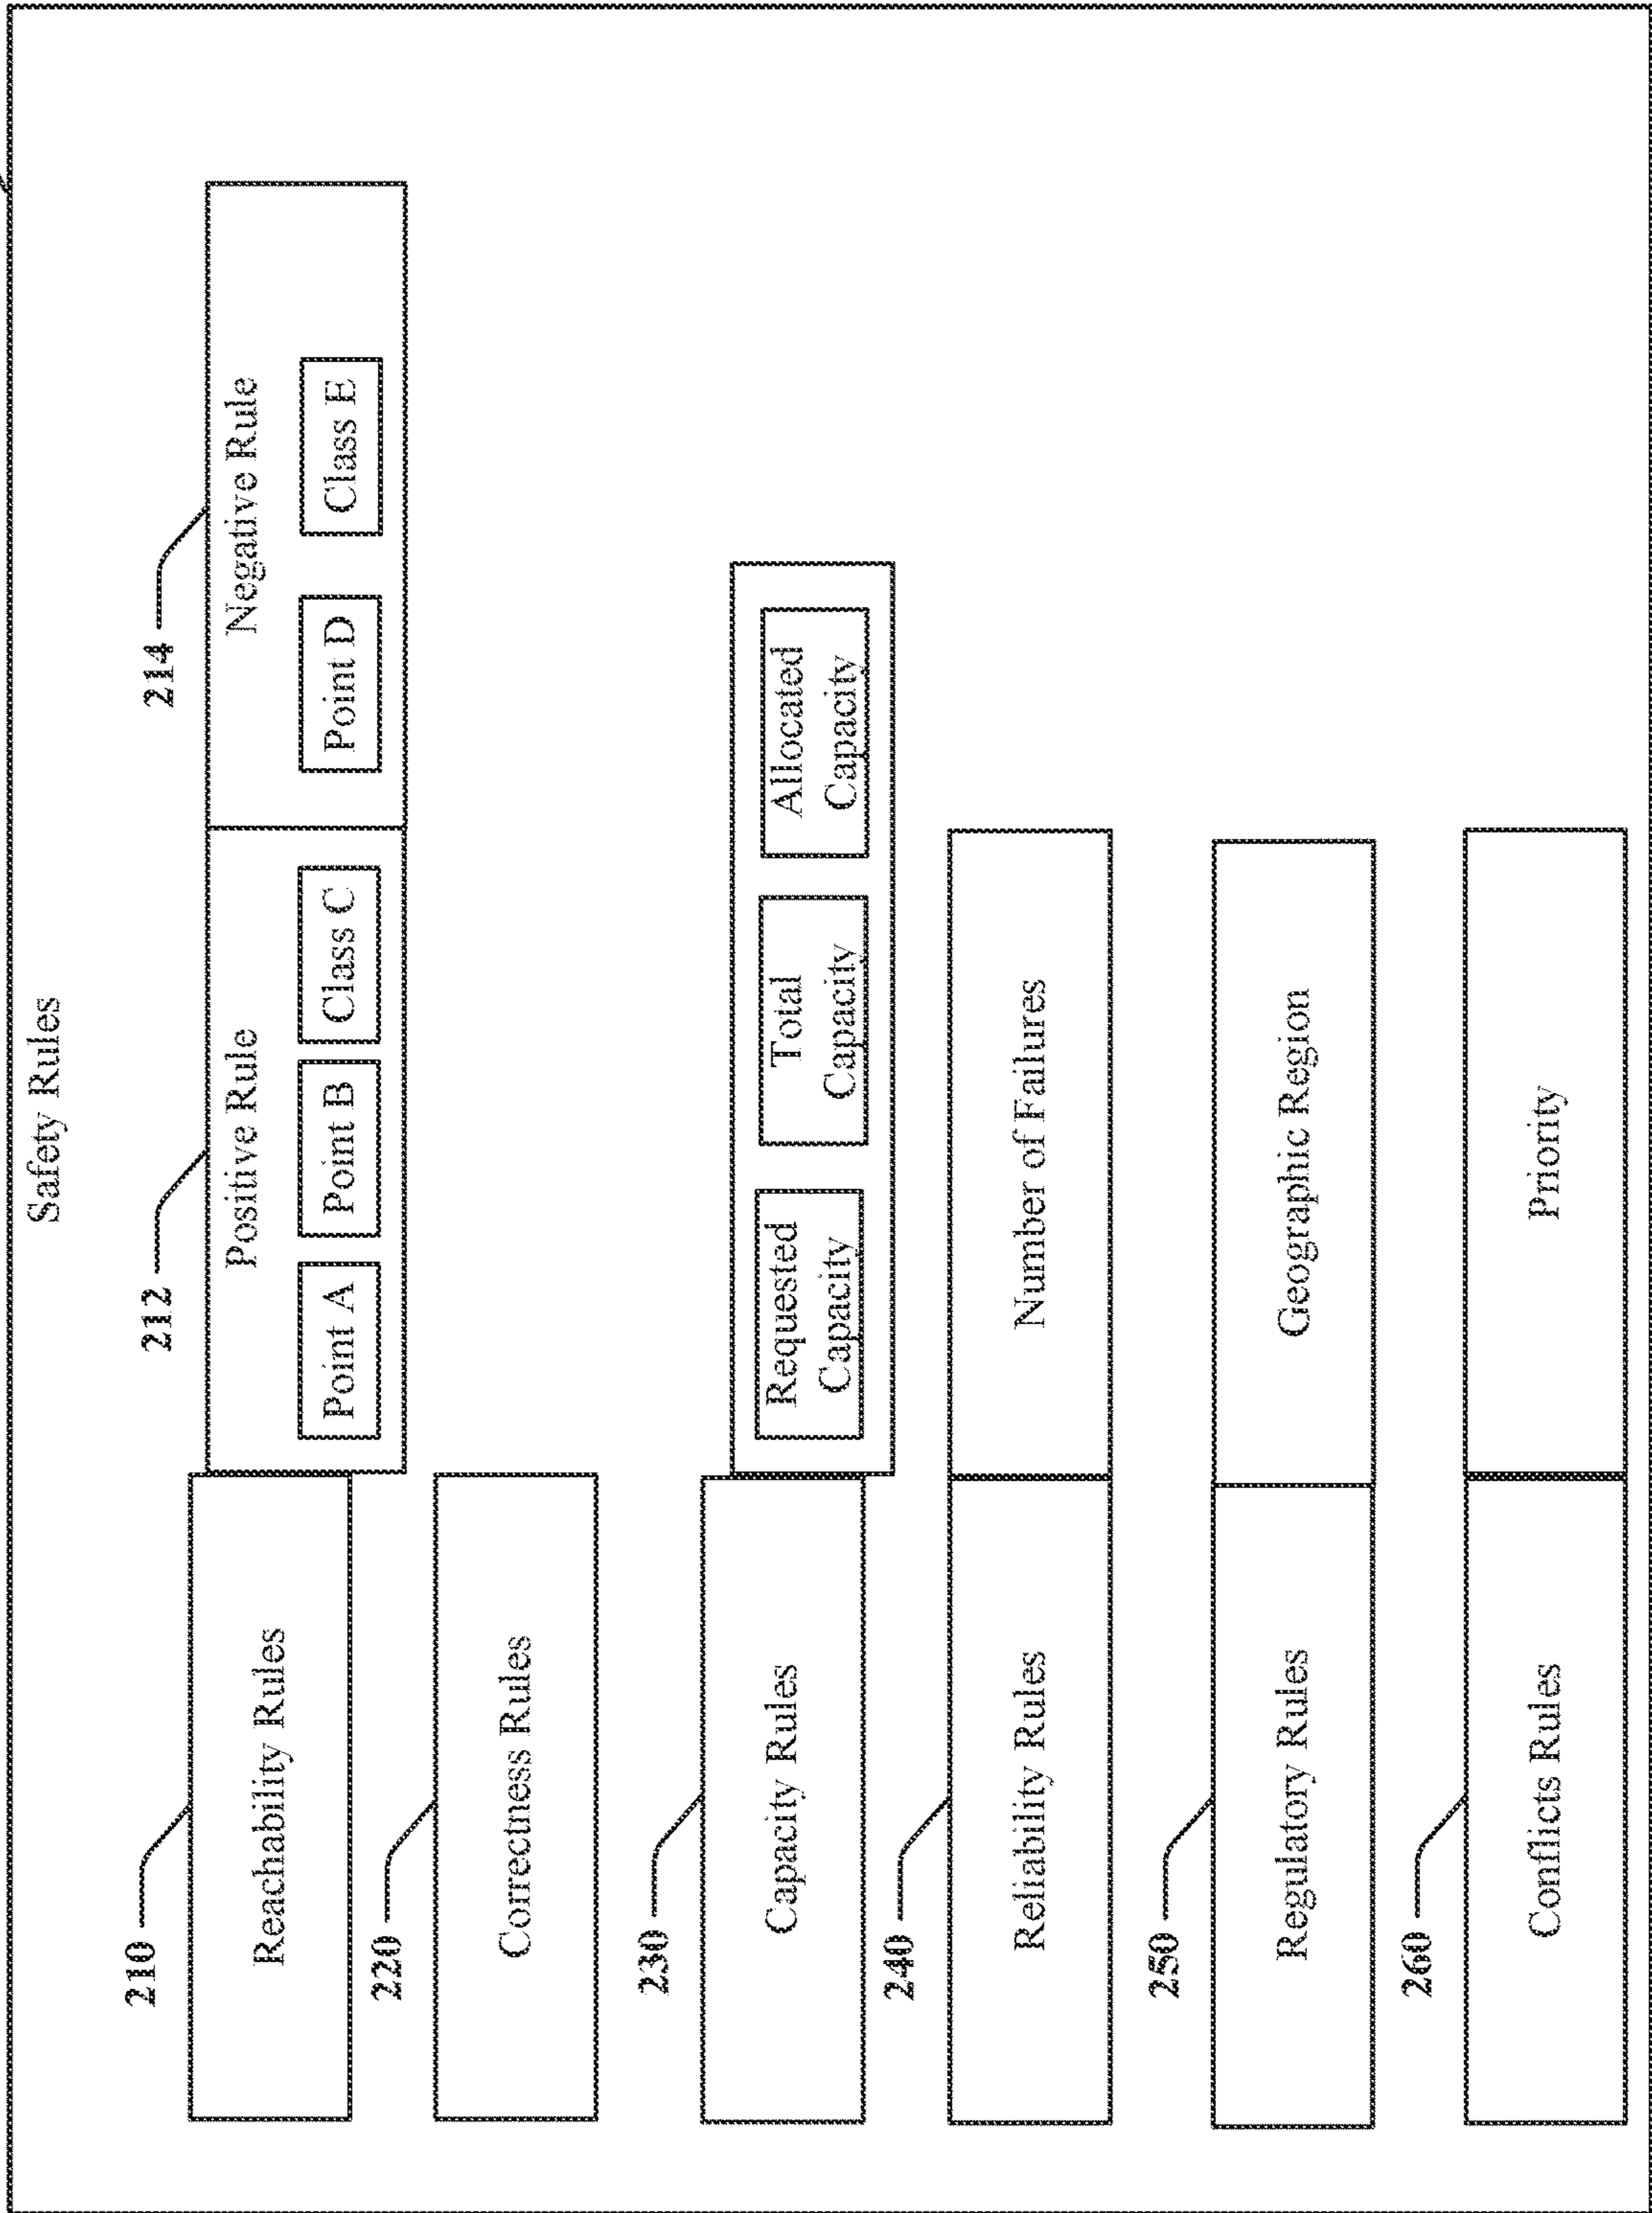 Safety Rules
210
Reachability Rules
212
Positive Rule
Point A
Point B
Class C
214
Negative Rule
Point D
Class E
220
Correctness Rules
230
Capacity Rules
Requested
Capacity
Total
Capacity
Allocated
Capacity
240
Reliability Rules
Number of Failures
250
Regulatory Rules
Geographic Region
260
Conflicts Rules
Priority